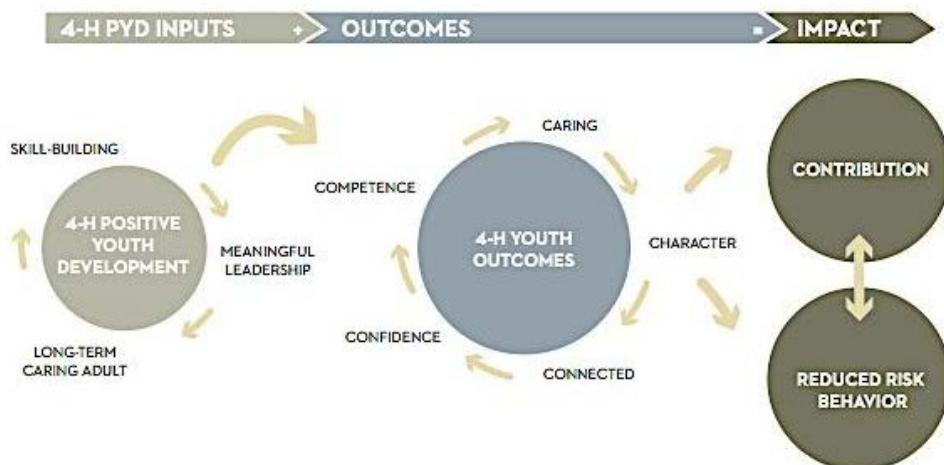 4-H PYD INPUTS + OUTCOMES = IMPACT
SKILL-BUILDING
4-H POSITIVE
YOUTH
DEVELOPMENT
MEANINGFUL
LEADERSHIP
LONG-TERM
CARING ADULT
CARING
COMPETENCE
4-H YOUTH
OUTCOMES
CHARACTER
CONFIDENCE
CONNECTED
CONTRIBUTION
REDUCED RISK
BEHAVIOR